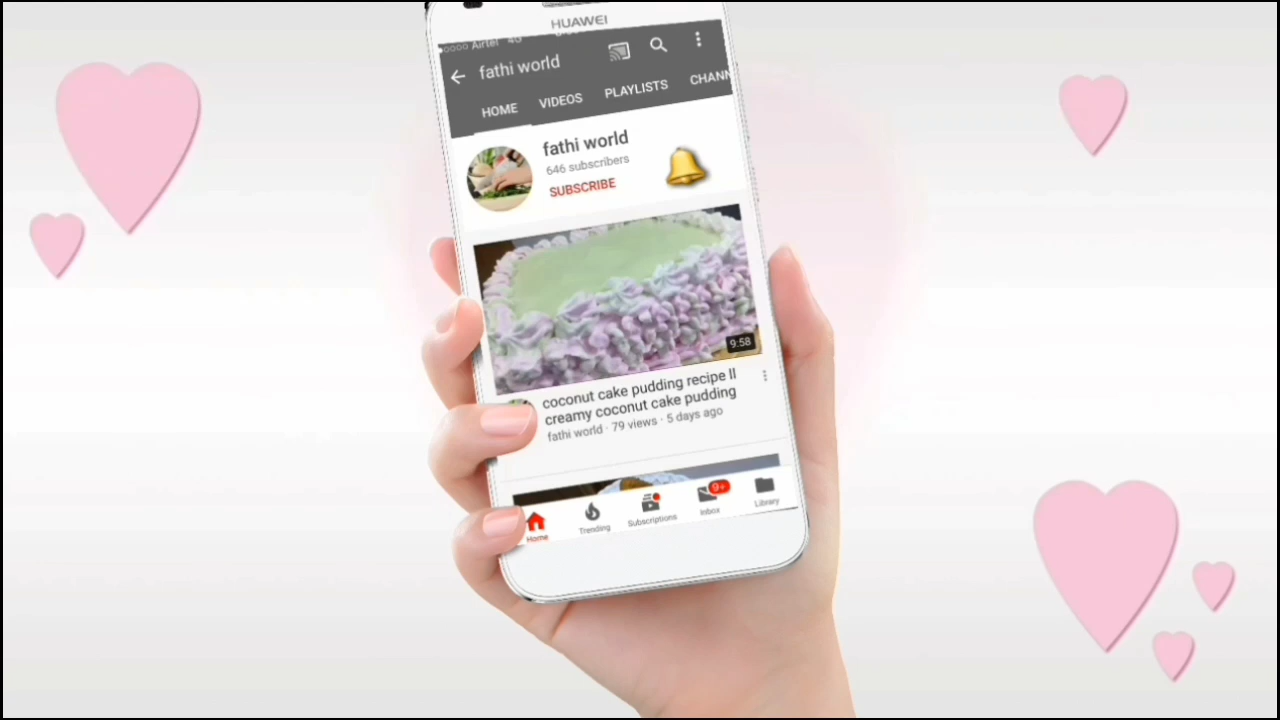 HUAWEI
Airtel 4G
fathi world
HOME VIDEOS PLAYLISTS CHANN
fathi world
646 subscribers
SUBSCRIBE
9:58
coconut cake pudding recipe ll
creamy coconut cake pudding
fathi world · 79 views · 5 days ago
9+
Home Trending Subscriptions Inbox Library